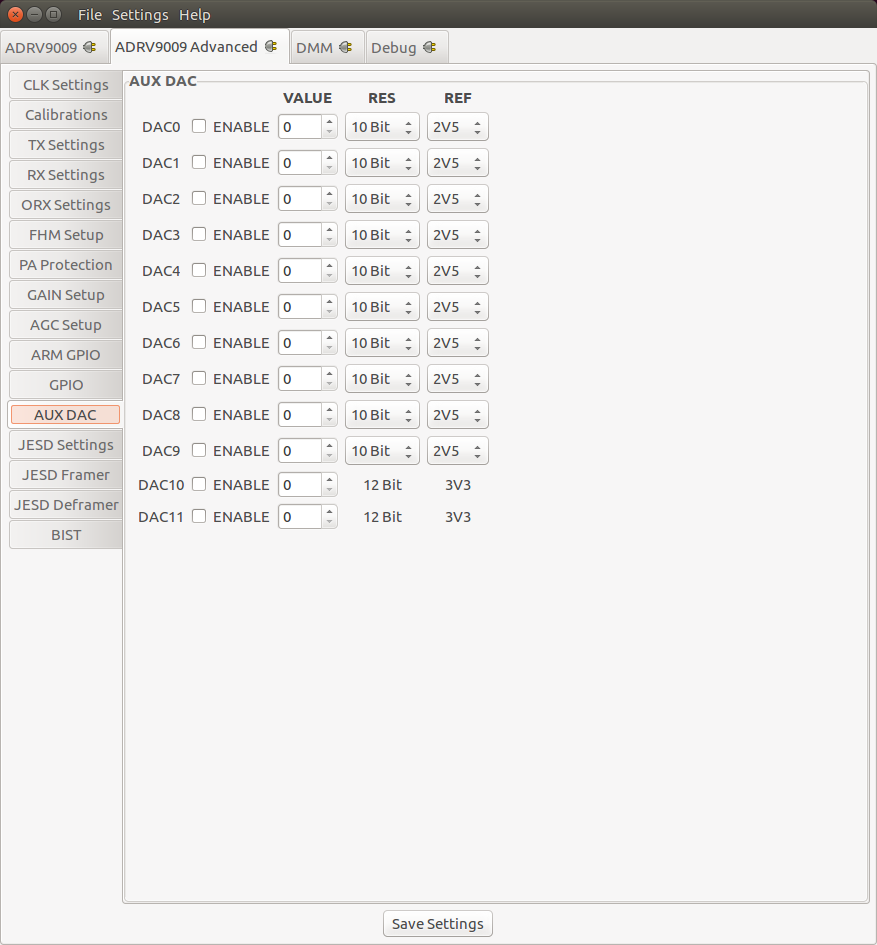 File Settings Help
ADRV9009 ADRV9009 Advanced DMM Debug
CLK Settings
Calibrations
TX Settings
RX Settings
ORX Settings
FHM Setup
PA Protection
GAIN Setup
AGC Setup
ARM GPIO
GPIO
AUX DAC
JESD Settings
JESD Framer
JESD Deframer
BIST
AUX DAC
VALUE RES REF
DAC0 ENABLE 0 10 Bit 2V5
DAC1 ENABLE 0 10 Bit 2V5
DAC2 ENABLE 0 10 Bit 2V5
DAC3 ENABLE 0 10 Bit 2V5
DAC4 ENABLE 0 10 Bit 2V5
DAC5 ENABLE 0 10 Bit 2V5
DAC6 ENABLE 0 10 Bit 2V5
DAC7 ENABLE 0 10 Bit 2V5
DAC8 ENABLE 0 10 Bit 2V5
DAC9 ENABLE 0 10 Bit 2V5
DAC10 ENABLE 0 12 Bit 3V3
DAC11 ENABLE 0 12 Bit 3V3
Save Settings